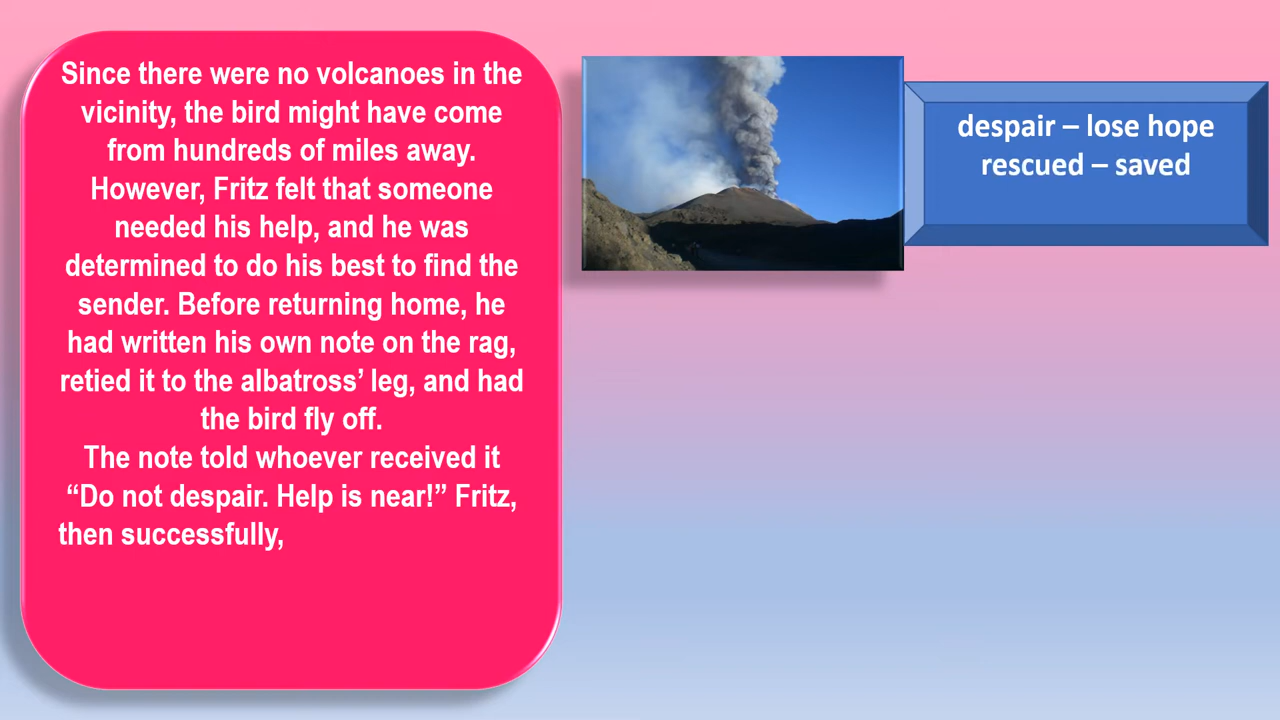 Since there were no volcanoes in the
vicinity, the bird might have come
from hundreds of miles away.
However, Fritz felt that someone
needed his help, and he was
determined to do his best to find the
sender. Before returning home, he
had written his own note on the rag,
retied it to the albatross’ leg, and had
the bird fly off.
The note told whoever received it
“Do not despair. Help is near!” Fritz,
then successfully,
despair – lose hope
rescued – saved